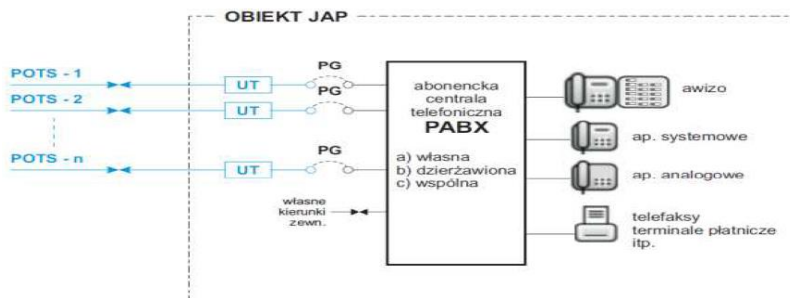 OBIEKT JAP
POTS - 1
UT
PG
POTS - 2
UT
PG
POTS - n
UT
PG
własne
kierunki
zewn.
abonencka
centrala
telefoniczna
PABX
a) własna
b) dzierżawiona
c) wspólna
awizo
ap. systemowe
ap. analogowe
telefaksy
terminale płatnicze
itp.